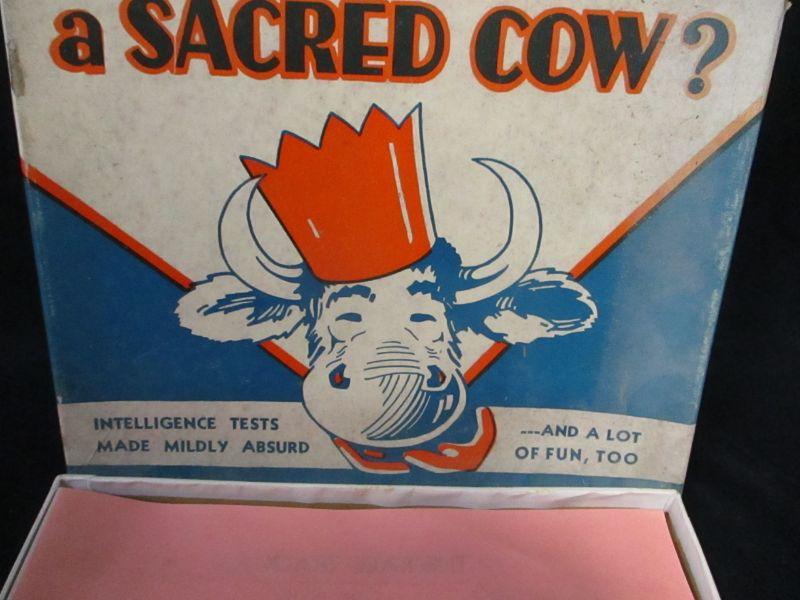 a SACRED COW?
INTELLIGENCE TESTS
MADE MILDLY ABSURD
---AND A LOT
OF FUN, TOO